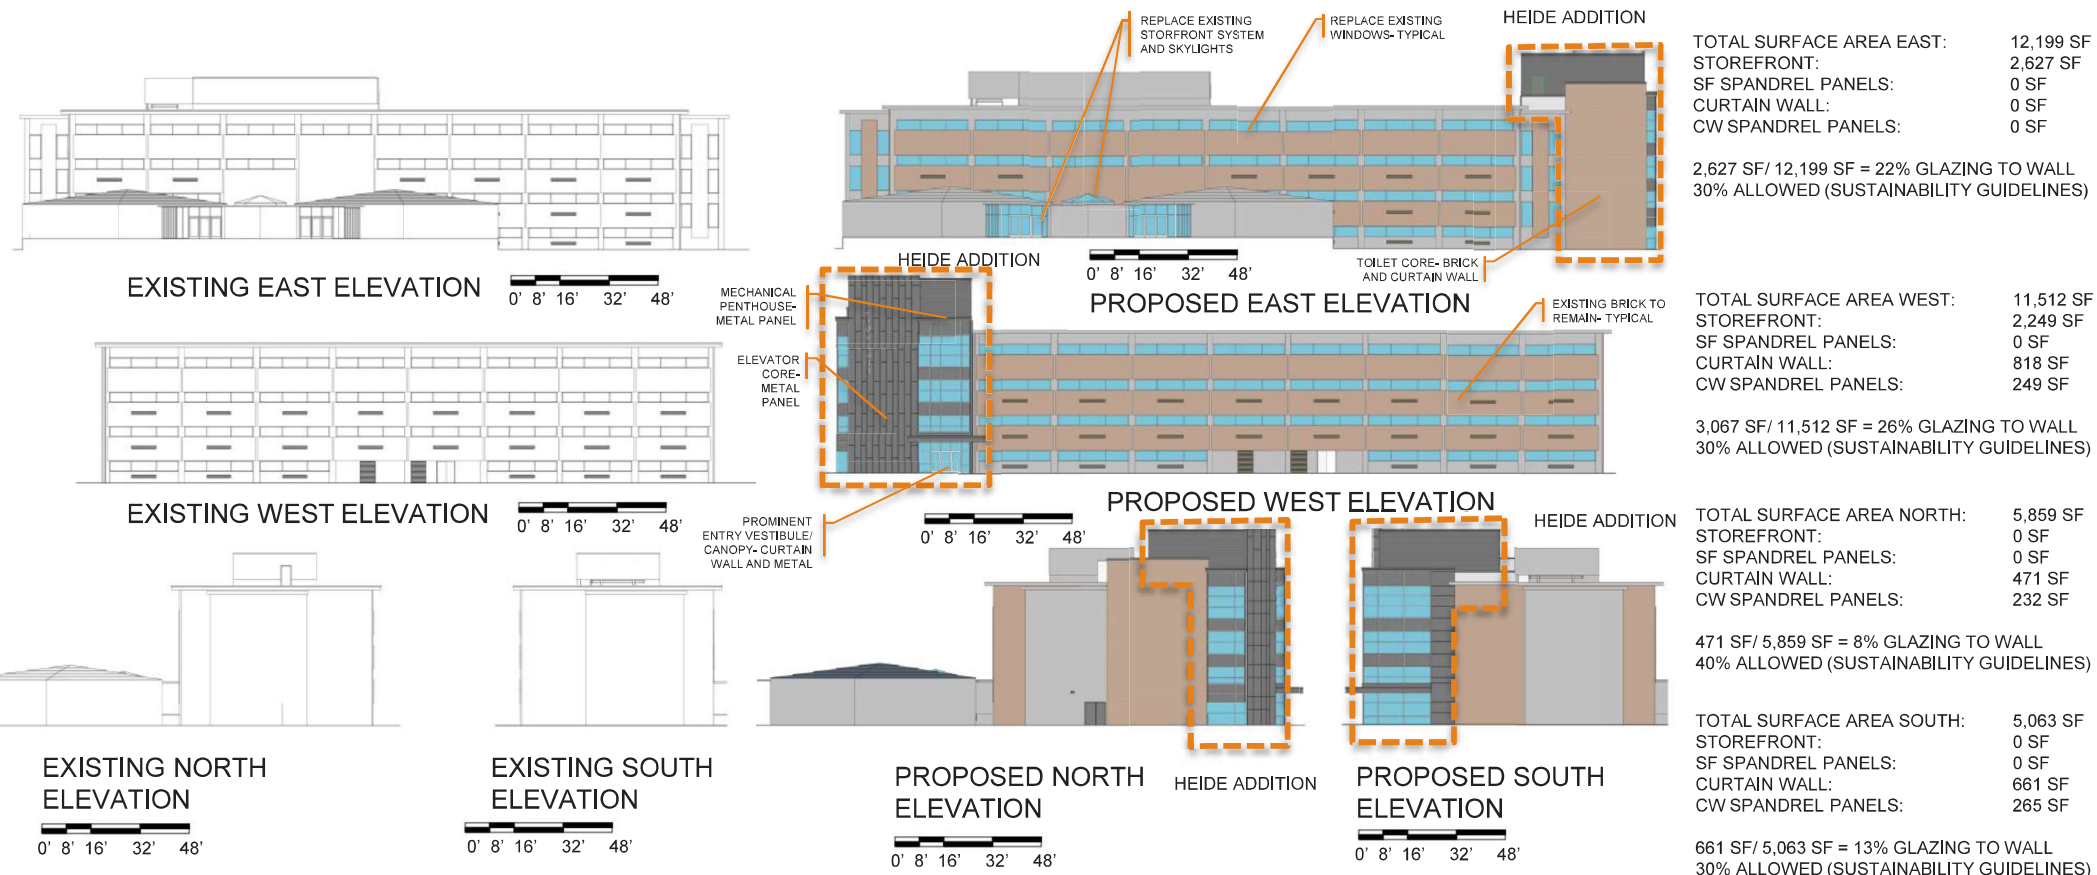 REPLACE EXISTING
STORFRONT SYSTEM
AND SKYLIGHTS
REPLACE EXISTING
WINDOWS- TYPICAL
HEIDE ADDITION
TOTAL SURFACE AREA EAST: 12,199 SF
STOREFRONT: 2,627 SF
SF SPANDREL PANELS: 0 SF
CURTAIN WALL: 0 SF
CW SPANDREL PANELS: 0 SF
2,627 SF/ 12,199 SF = 22% GLAZING TO WALL
30% ALLOWED (SUSTAINABILITY GUIDELINES)
EXISTING EAST ELEVATION
0' 8' 16' 32' 48'
0' 8' 16' 32' 48'
TOILET CORE- BRICK
AND CURTAIN WALL
PROPOSED EAST ELEVATION
HEIDE ADDITION
MECHANICAL
PENTHOUSE-
METAL PANEL
ELEVATOR
CORE-
METAL
PANEL
EXISTING BRICK TO
REMAIN- TYPICAL
TOTAL SURFACE AREA WEST: 11,512 SF
STOREFRONT: 2,249 SF
SF SPANDREL PANELS: 0 SF
CURTAIN WALL: 818 SF
CW SPANDREL PANELS: 249 SF
3,067 SF/ 11,512 SF = 26% GLAZING TO WALL
30% ALLOWED (SUSTAINABILITY GUIDELINES)
EXISTING WEST ELEVATION
0' 8' 16' 32' 48'
PROMINENT
ENTRY VESTIBULE/
CANOPY- CURTAIN
WALL AND METAL
PROPOSED WEST ELEVATION
0' 8' 16' 32' 48'
HEIDE ADDITION
TOTAL SURFACE AREA NORTH: 5,859 SF
STOREFRONT: 0 SF
SF SPANDREL PANELS: 0 SF
CURTAIN WALL: 471 SF
CW SPANDREL PANELS: 232 SF
471 SF/ 5,859 SF = 8% GLAZING TO WALL
40% ALLOWED (SUSTAINABILITY GUIDELINES)
EXISTING NORTH
ELEVATION
0' 8' 16' 32' 48'
EXISTING SOUTH
ELEVATION
0' 8' 16' 32' 48'
PROPOSED NORTH
ELEVATION
0' 8' 16' 32' 48'
HEIDE ADDITION
PROPOSED SOUTH
ELEVATION
0' 8' 16' 32' 48'
TOTAL SURFACE AREA SOUTH: 5,063 SF
STOREFRONT: 0 SF
SF SPANDREL PANELS: 0 SF
CURTAIN WALL: 661 SF
CW SPANDREL PANELS: 265 SF
661 SF/ 5,063 SF = 13% GLAZING TO WALL
30% ALLOWED (SUSTAINABILITY GUIDELINES)